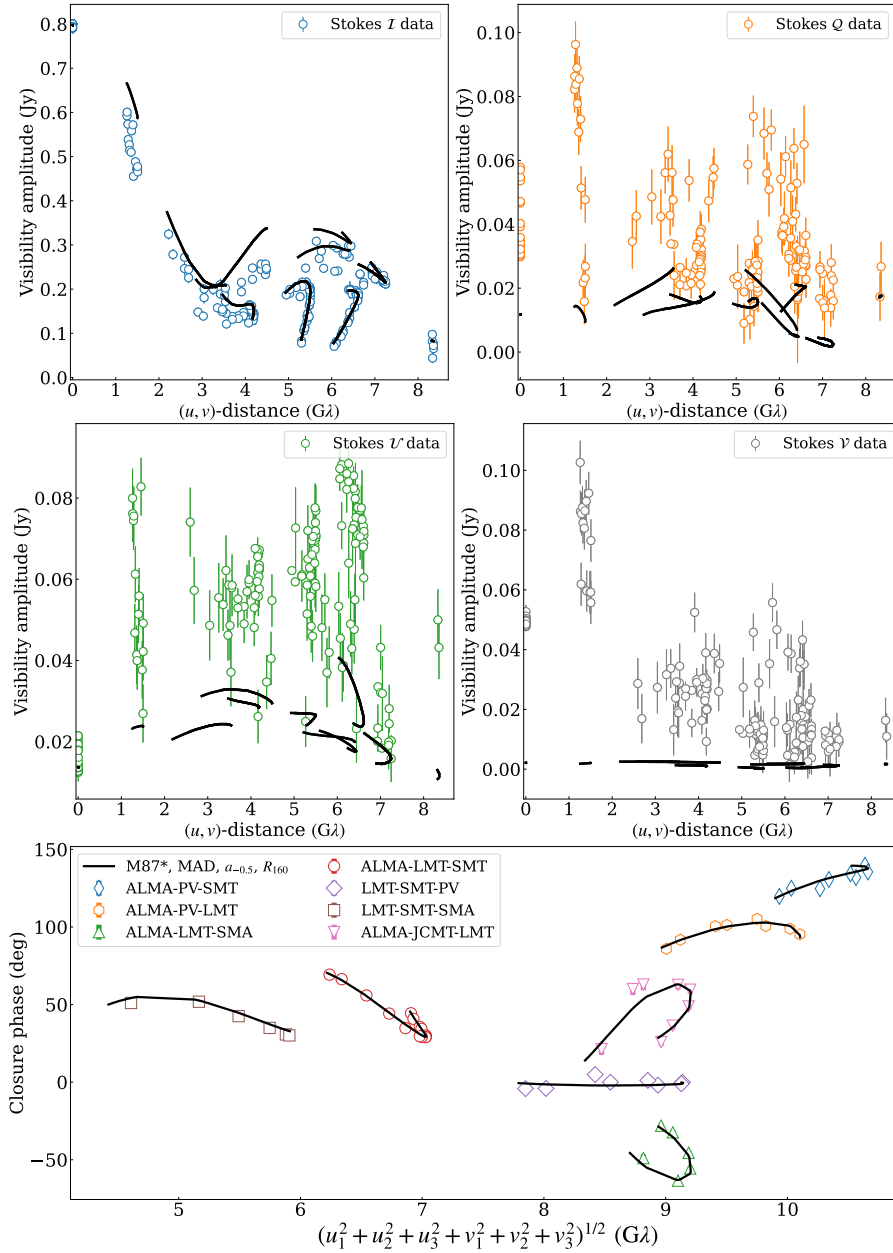 0.8
0.7
0.6
0.5
0.4
0.3
0.2
0.1
0.0
Visibility amplitude (Jy)
Stokes I data
0 1 2 3 4 5 6 7 8
(u, v)-distance (Gλ)
0.10
0.08
0.06
0.04
0.02
0.00
Visibility amplitude (Jy)
Stokes Q data
0 1 2 3 4 5 6 7 8
(u, v)-distance (Gλ)
0.08
0.06
0.04
0.02
Visibility amplitude (Jy)
Stokes U data
0 1 2 3 4 5 6 7 8
(u, v)-distance (Gλ)
0.10
0.08
0.06
0.04
0.02
0.00
Visibility amplitude (Jy)
Stokes V data
0 1 2 3 4 5 6 7 8
(u, v)-distance (Gλ)
150
100
50
0
−50
Closure phase (deg)
M87*, MAD, a₋₀.₅, R₁₆₀
ALMA-PV-SMT
ALMA-PV-LMT
ALMA-LMT-SMA
ALMA-LMT-SMT
LMT-SMT-PV
LMT-SMT-SMA
ALMA-JCMT-LMT
5 6 7 8 9 10
(u₁² + u₂² + u₃² + v₁² + v₂² + v₃²)^1/2 (Gλ)